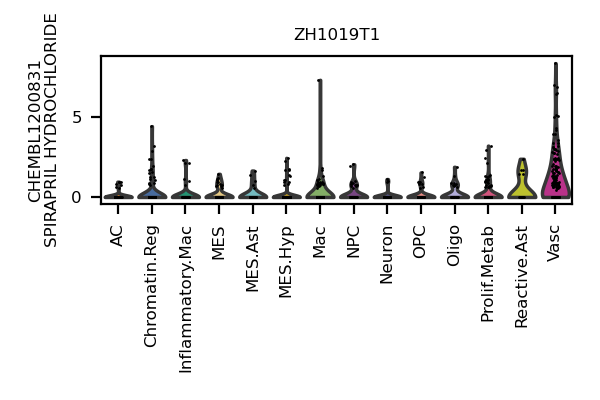 ZH1019T1
CHEMBL1200831
SPIRAPRIL HYDROCHLORIDE
5
0
AC
Chromatin.Reg
Inflammatory.Mac
MES
MES.Ast
MES.Hyp
Mac
NPC
Neuron
OPC
Oligo
Prolif.Metab
Reactive.Ast
Vasc